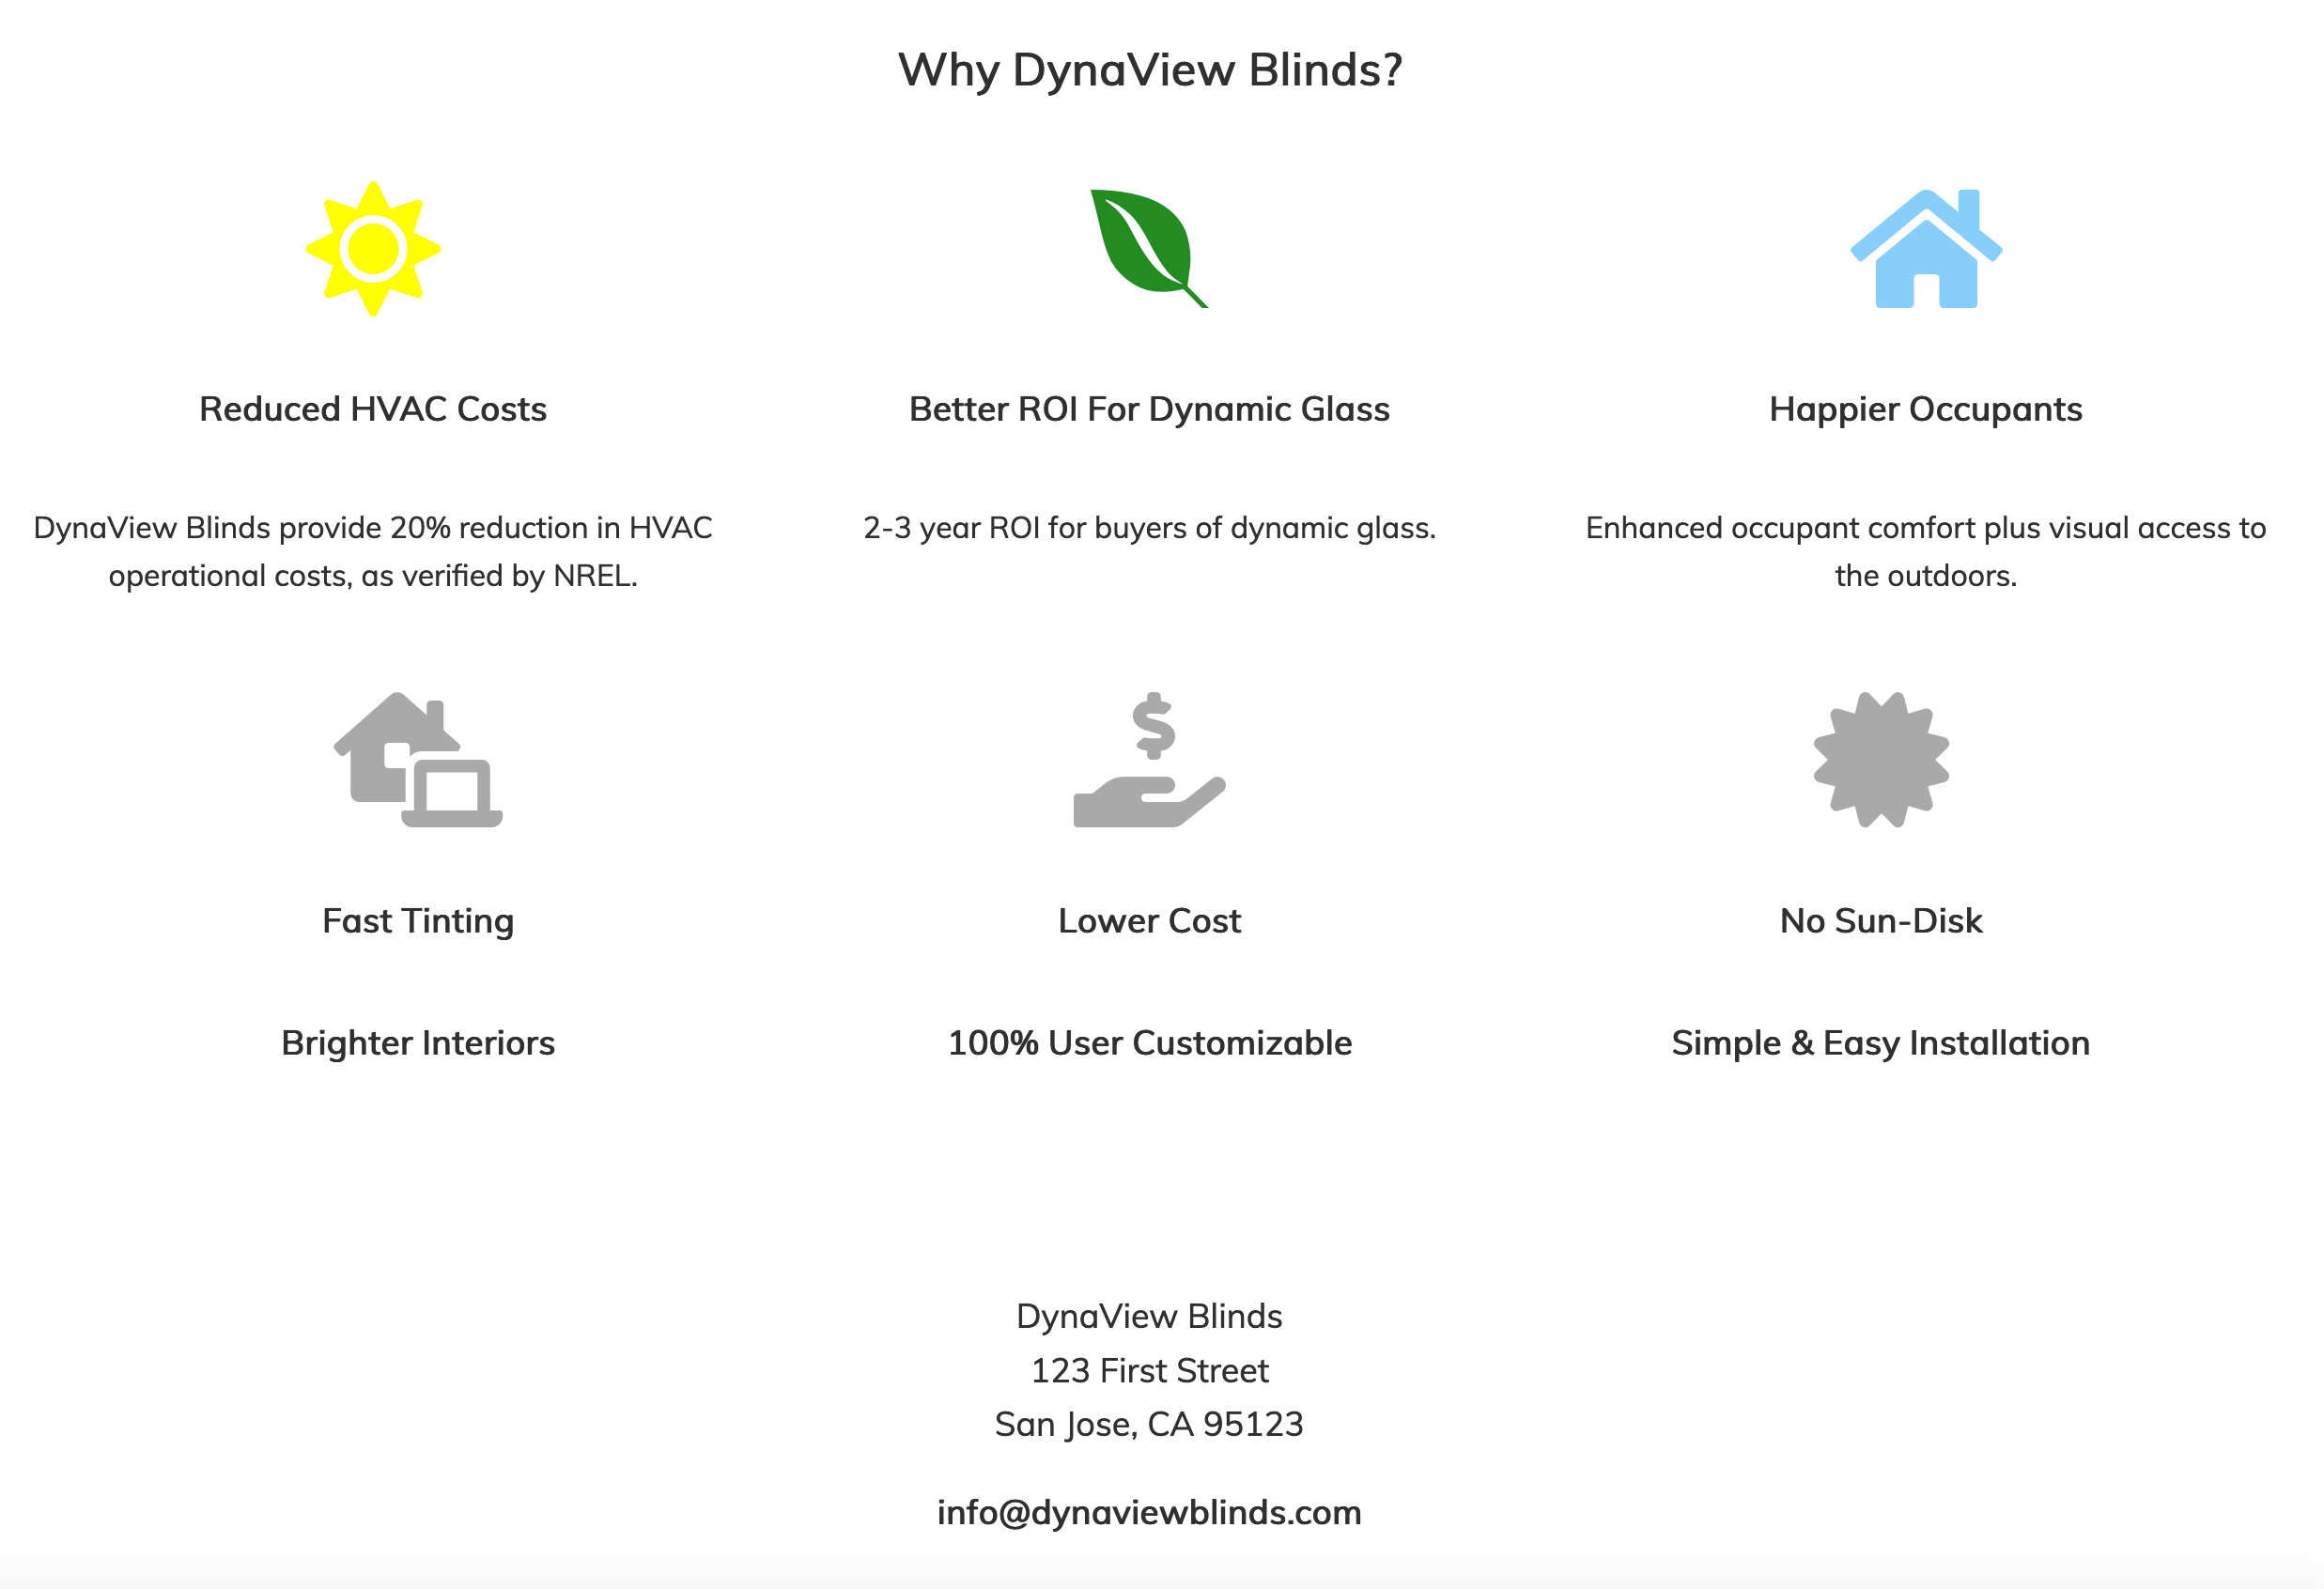 Why DynaView Blinds?
Reduced HVAC Costs
DynaView Blinds provide 20% reduction in HVAC
operational costs, as verified by NREL.
Better ROI For Dynamic Glass
2-3 year ROI for buyers of dynamic glass.
Happier Occupants
Enhanced occupant comfort plus visual access to
the outdoors.
$
Fast Tinting
Lower Cost
No Sun-Disk
Brighter Interiors
100% User Customizable
Simple & Easy Installation
DynaView Blinds
123 First Street
San Jose, CA 95123
info@dynaviewblinds.com